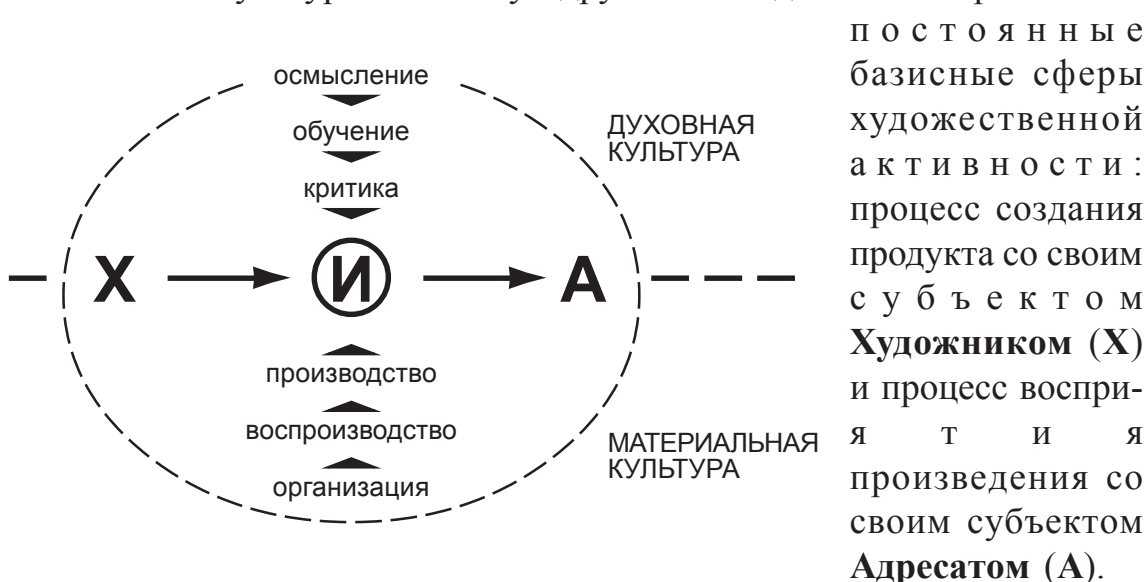 осмысление
обучение
критика
ДУХОВНАЯ
КУЛЬТУРА
Х И А
производство
воспроизводство
организация
МАТЕРИАЛЬНАЯ
КУЛЬТУРА
постоянные
базисные сферы
художественной
активности:
процесс создания
продукта со своим
субъектом
Художником (Х)
и процесс воспри-
ятия
произведения со
своим субъектом
Адресатом (А).